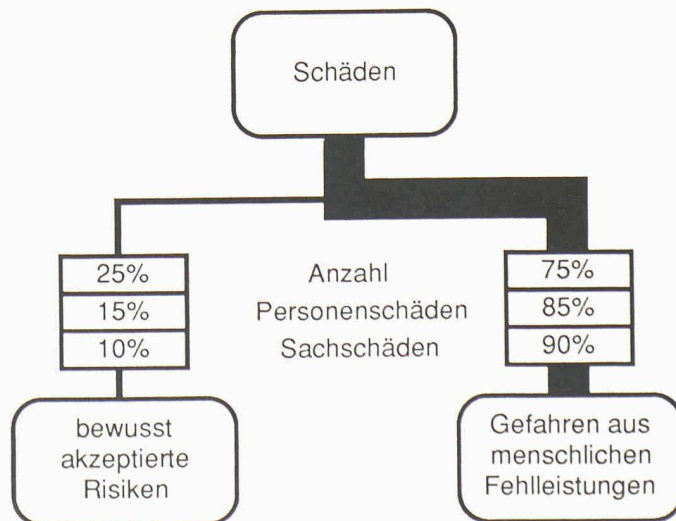 Schäden
25% Anzahl 75%
15% Personenschäden 85%
10% Sachschäden 90%
bewusst
akzeptierte
Risiken
Gefahren aus
menschlichen
Fehlleistungen